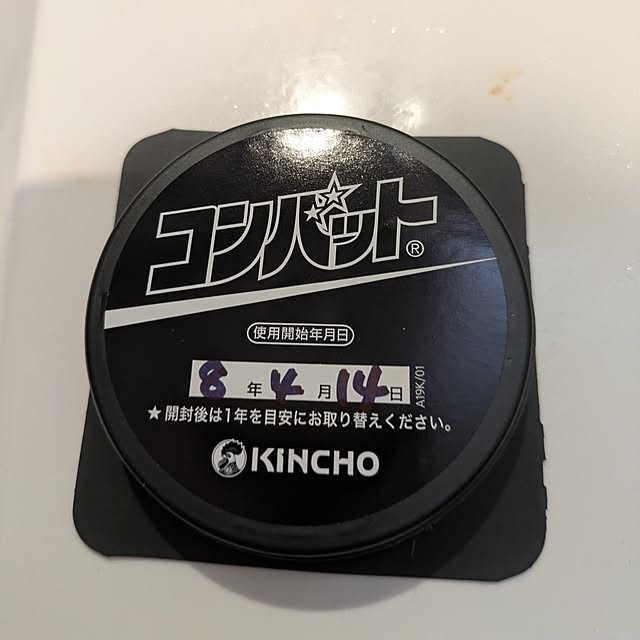 コンバット®
使用開始年月日
8年4月14日
A19K/01
★開封後は1年を目安にお取り替えください。
KINCHO